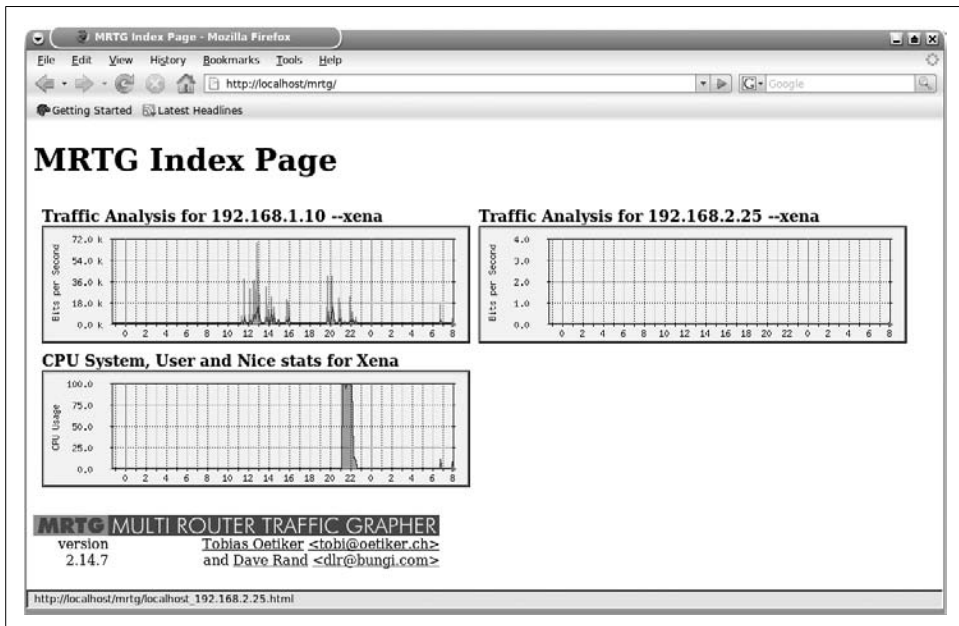 MRTG Index Page - Mozilla Firefox
File Edit View History Bookmarks Tools Help
http://localhost/mrtg/
G Google
Getting Started Latest Headlines
MRTG Index Page
Traffic Analysis for 192.168.1.10 --xena
Bits per Second
72.0 k
54.0 k
36.0 k
18.0 k
0.0 k
0 2 4 6 8 10 12 14 16 18 20 22 0 2 4 6 8
Traffic Analysis for 192.168.2.25 --xena
Bits per Second
4.0
3.0
2.0
1.0
0.0
0 2 4 6 8 10 12 14 16 18 20 22 0 2 4 6 8
CPU System, User and Nice stats for Xena
CPU Usage
100.0
75.0
50.0
25.0
0.0
0 2 4 6 8 10 12 14 16 18 20 22 0 2 4 6 8
MRTG MULTI ROUTER TRAFFIC GRAPHER
version Tobias Oetiker <tobi@oetiker.ch>
2.14.7 and Dave Rand <dlr@bungi.com>
http://localhost/mrtg/localhost_192.168.2.25.html